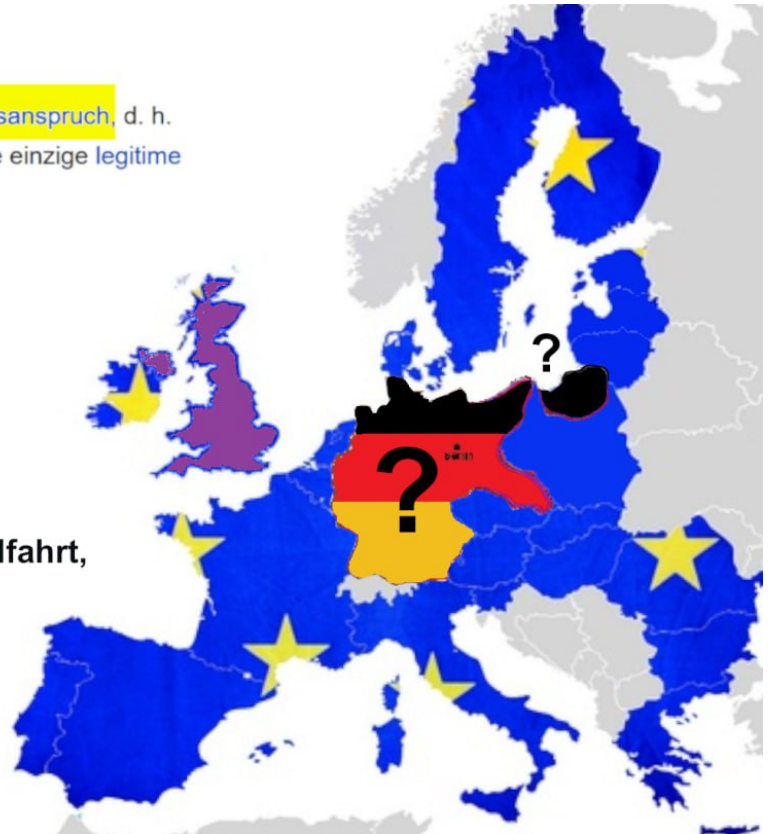 sanspruch, d. h.
e einzige legitime
?
?
lfahrt,